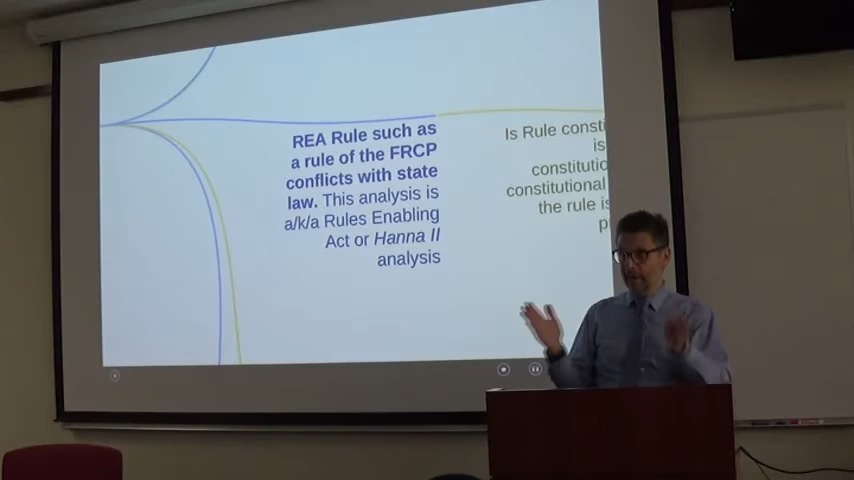 REA Rule such as
a rule of the FRCP
conflicts with state
law. This analysis is
a/k/a Rules Enabling
Act or Hanna II
analysis
Is Rule consti
is
constitutio
constitutional
the rule is
p